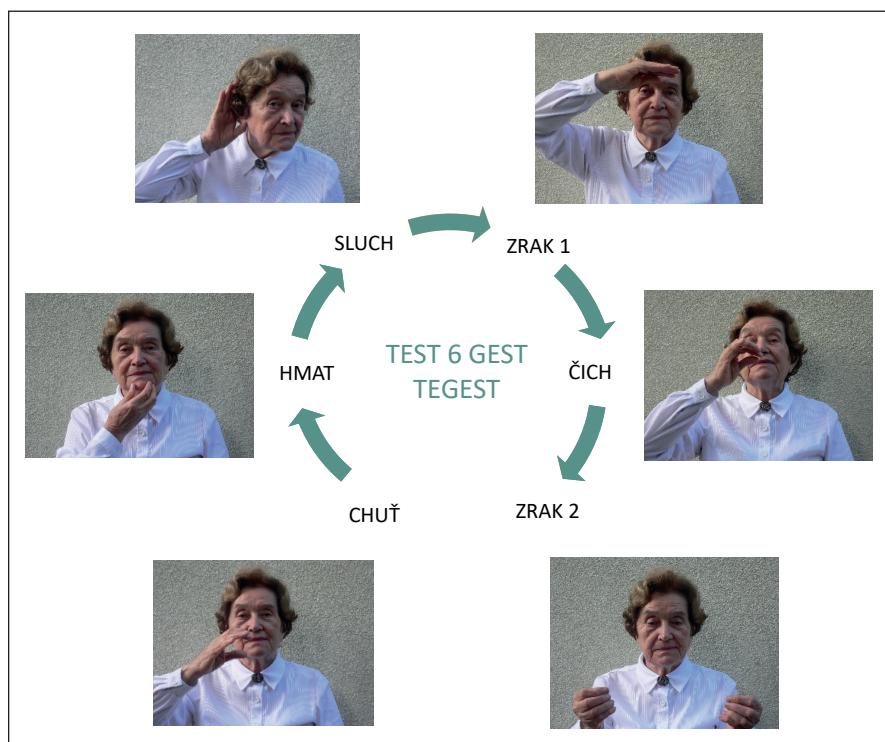 SLUCH
ZRAK 1
HMAT
TEST 6 GEST
TEGEST
ČICH
CHUŤ
ZRAK 2